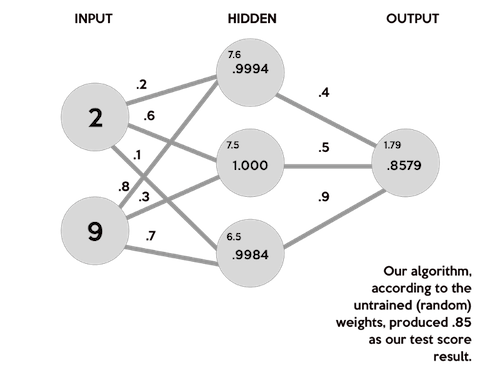 INPUT
HIDDEN
OUTPUT
7.6
.9994
.2
.4
2
.6
7.5
1.000
.5
1.79
.8579
.1
.8
.3
.9
9
.7
6.5
.9984
Our algorithm,
according to the
untrained (random)
weights, produced .85
as our test score
result.